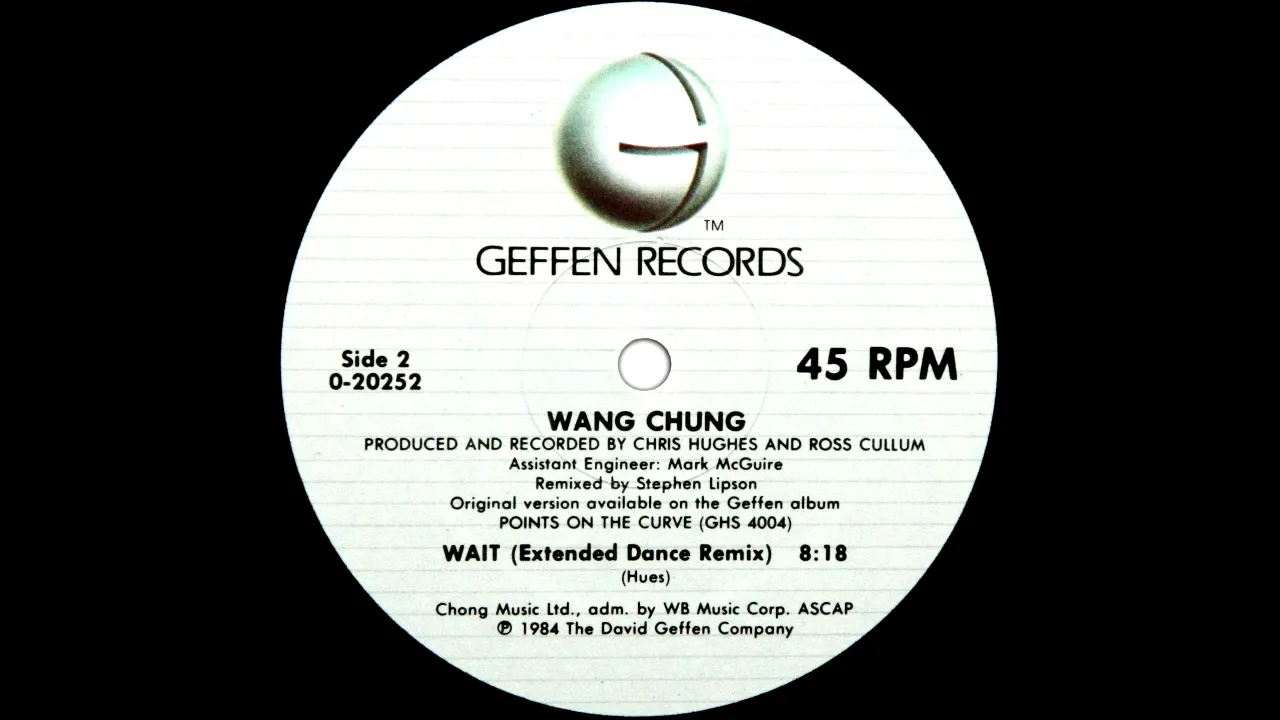 TM
GEFFEN RECORDS
Side 2
0-20252
45 RPM
WANG CHUNG
PRODUCED AND RECORDED BY CHRIS HUGHES AND ROSS CULLUM
Assistant Engineer: Mark McGuire
Remixed by Stephen Lipson
Original version available on the Geffen album
POINTS ON THE CURVE (GHS 4004)
WAIT (Extended Dance Remix) 8:18
(Hues)
Chong Music Ltd., adm. by WB Music Corp. ASCAP
℗ 1984 The David Geffen Company